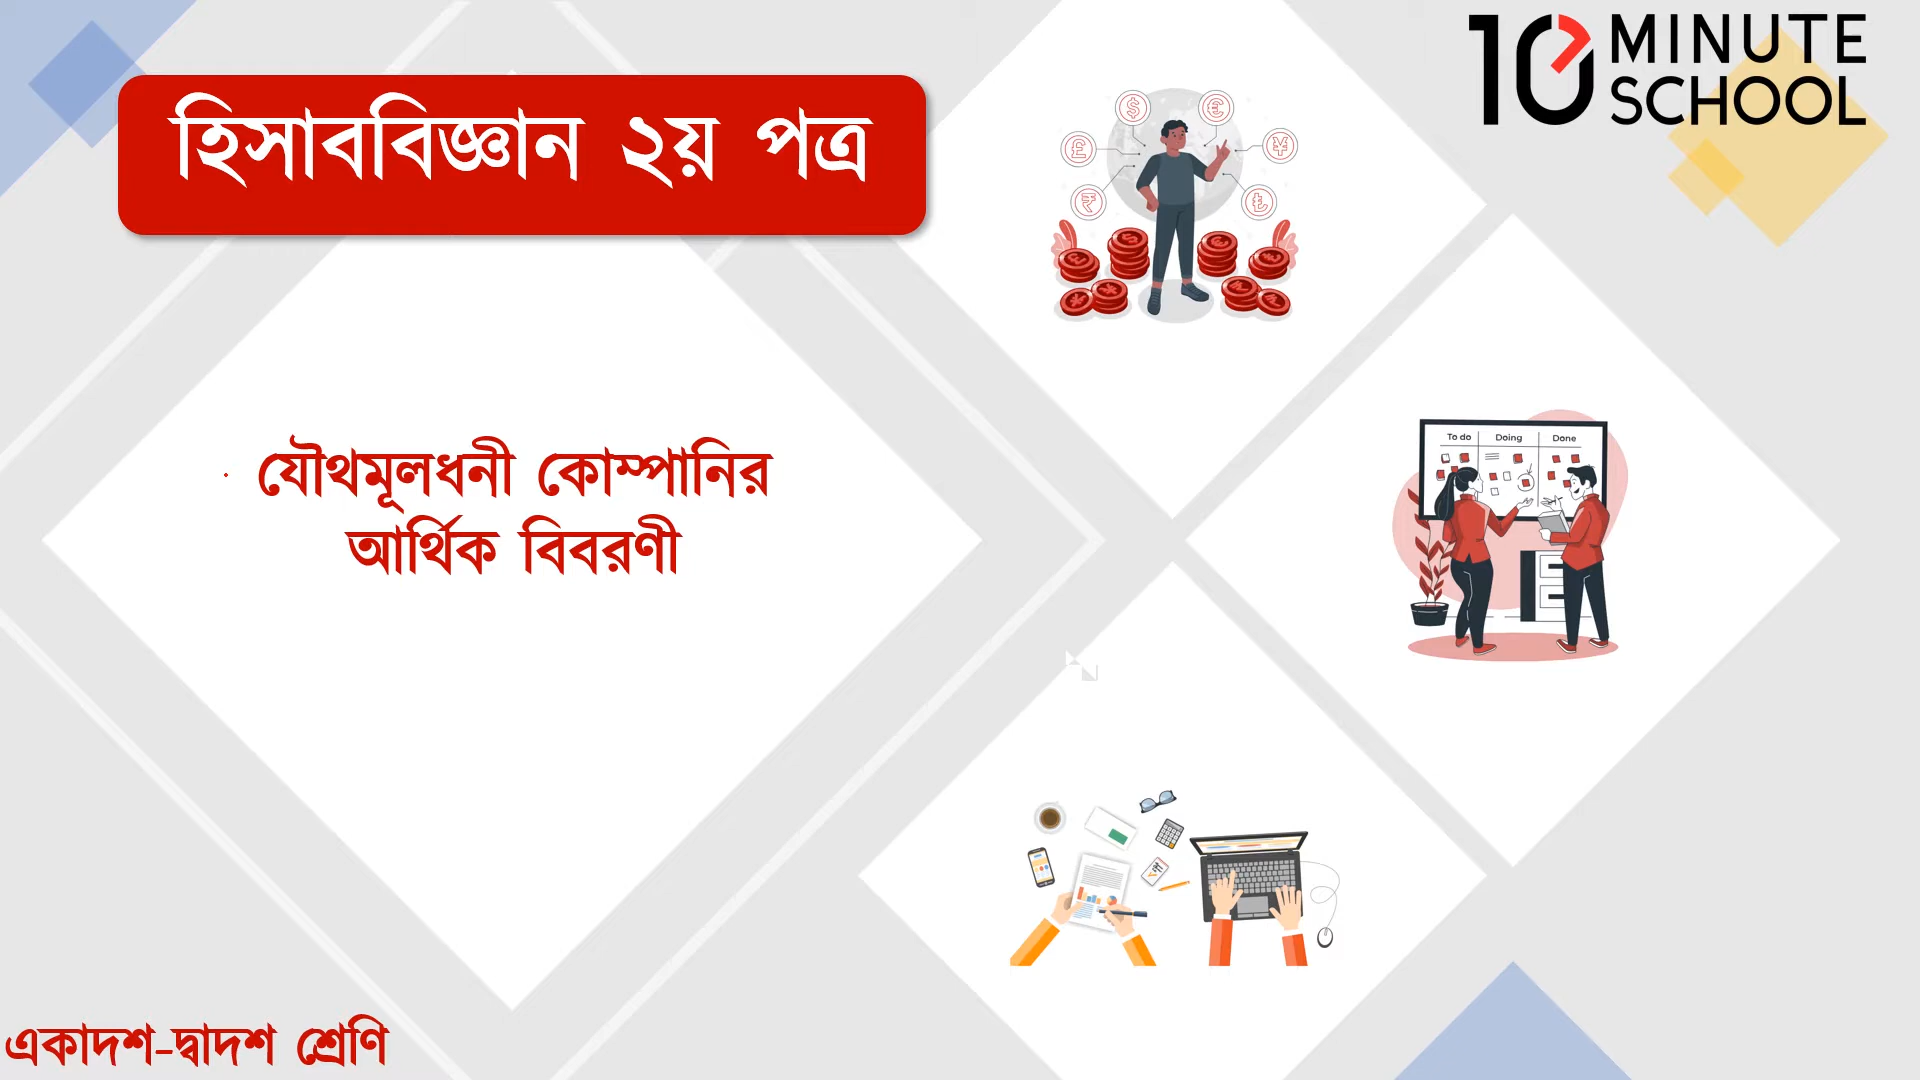 10 MINUTE
SCHOOL
হিসাববিজ্ঞান ২য় পত্র
যৌথমূলধনী কোম্পানির
আর্থিক বিবরণী
To do Doing Done
একাদশ-দ্বাদশ শ্রেণি